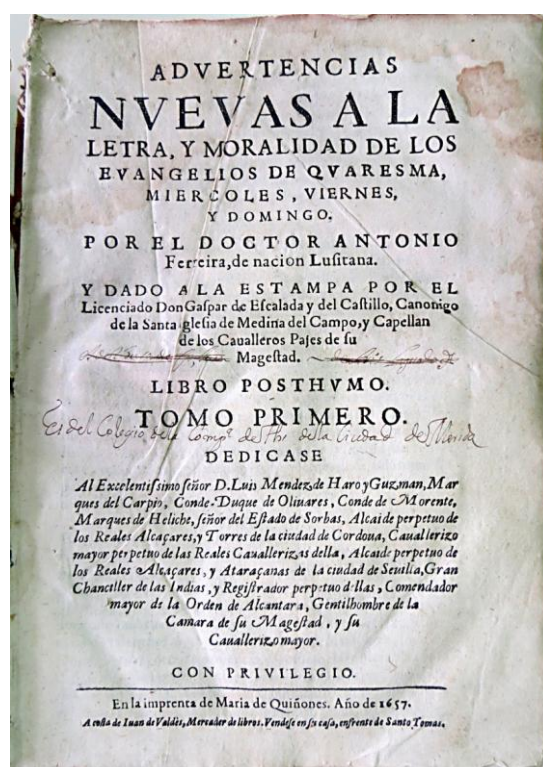 ADVERTENCIAS
NVEVAS A LA
LETRA, Y MORALIDAD DE LOS
EVANGELIOS DE QVARESMA,
MIERCOLES, VIERNES,
Y DOMINGO.
POR EL DOCTOR ANTONIO
Ferreira, de nacion Lusitana.
Y DADO A LA ESTAMPA POR EL
Licenciado Don Gaspar de Escalada y del Castillo, Canonigo
de la Santa Iglesia de Medina del Campo, y Capellan
de los Caualleros Pajes de su
Magestad.
LIBRO POSTHVMO.
TOMO PRIMERO.
Es del Colegio de la Comp.ª de Jhs de la Ciudad de Merida
DEDICASE
Al Excelentissimo señor D. Luis Mendez de Haro y Guzman, Mar
ques del Carpio, Conde-Duque de Oliuares, Conde de Morente,
Marques de Heliche, señor del Estado de Sorbas, Alcaide perpetuo de
los Reales Alcaçares, y Torres de la ciudad de Cordoua, Cauallerizo
mayor perpetuo de las Reales Cauallerizas della, Alcaide perpetuo de
los Reales Alcaçares, y Ataraçanas de la ciudad de Seuilla, Gran
Chanciller de las Indias, y Registrador perpetuo dellas, Comendador
mayor de la Orden de Alcantara, Gentilhombre de la
Camara de su Magestad, y su
Cauallerizo mayor.
CON PRIVILEGIO.
En la imprenta de Maria de Quiñones. Año de 1657.
A costa de Iuan de Valdès, Mercader de libros. Vendese en su casa, enfrente de Santo Tomas.